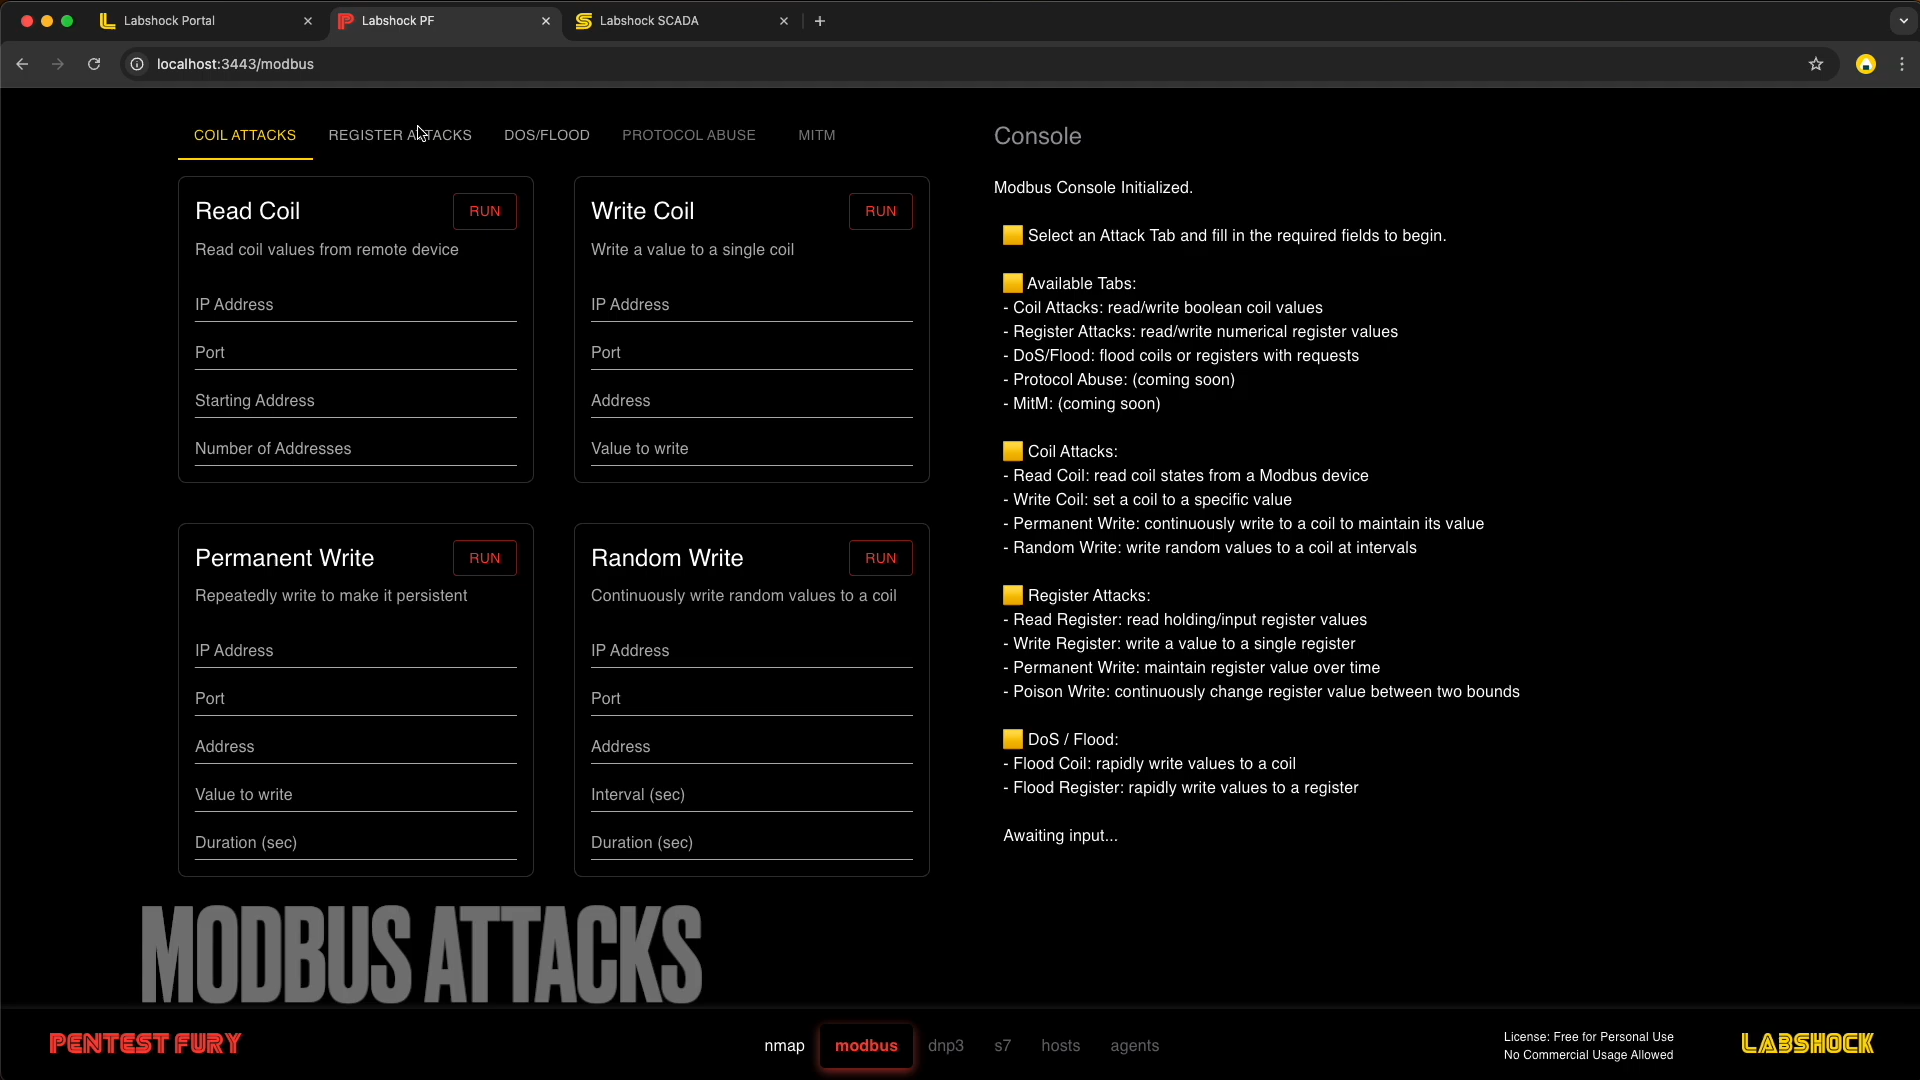 Labshock Portal
Labshock PF
Labshock SCADA
localhost:3443/modbus
COIL ATTACKS
REGISTER ATTACKS
DOS/FLOOD
PROTOCOL ABUSE
MITM
Read Coil
RUN
Read coil values from remote device
IP Address
Port
Starting Address
Number of Addresses
Write Coil
RUN
Write a value to a single coil
IP Address
Port
Address
Value to write
Permanent Write
RUN
Repeatedly write to make it persistent
IP Address
Port
Address
Value to write
Duration (sec)
Random Write
RUN
Continuously write random values to a coil
IP Address
Port
Address
Interval (sec)
Duration (sec)
Console
Modbus Console Initialized.
Select an Attack Tab and fill in the required fields to begin.
Available Tabs:
- Coil Attacks: read/write boolean coil values
- Register Attacks: read/write numerical register values
- DoS/Flood: flood coils or registers with requests
- Protocol Abuse: (coming soon)
- MitM: (coming soon)
Coil Attacks:
- Read Coil: read coil states from a Modbus device
- Write Coil: set a coil to a specific value
- Permanent Write: continuously write to a coil to maintain its value
- Random Write: write random values to a coil at intervals
Register Attacks:
- Read Register: read holding/input register values
- Write Register: write a value to a single register
- Permanent Write: maintain register value over time
- Poison Write: continuously change register value between two bounds
DoS / Flood:
- Flood Coil: rapidly write values to a coil
- Flood Register: rapidly write values to a register
Awaiting input...
MODBUS ATTACKS
PENTEST FURY
nmap
modbus
dnp3
s7
hosts
agents
License: Free for Personal Use
No Commercial Usage Allowed
LABSHOCK